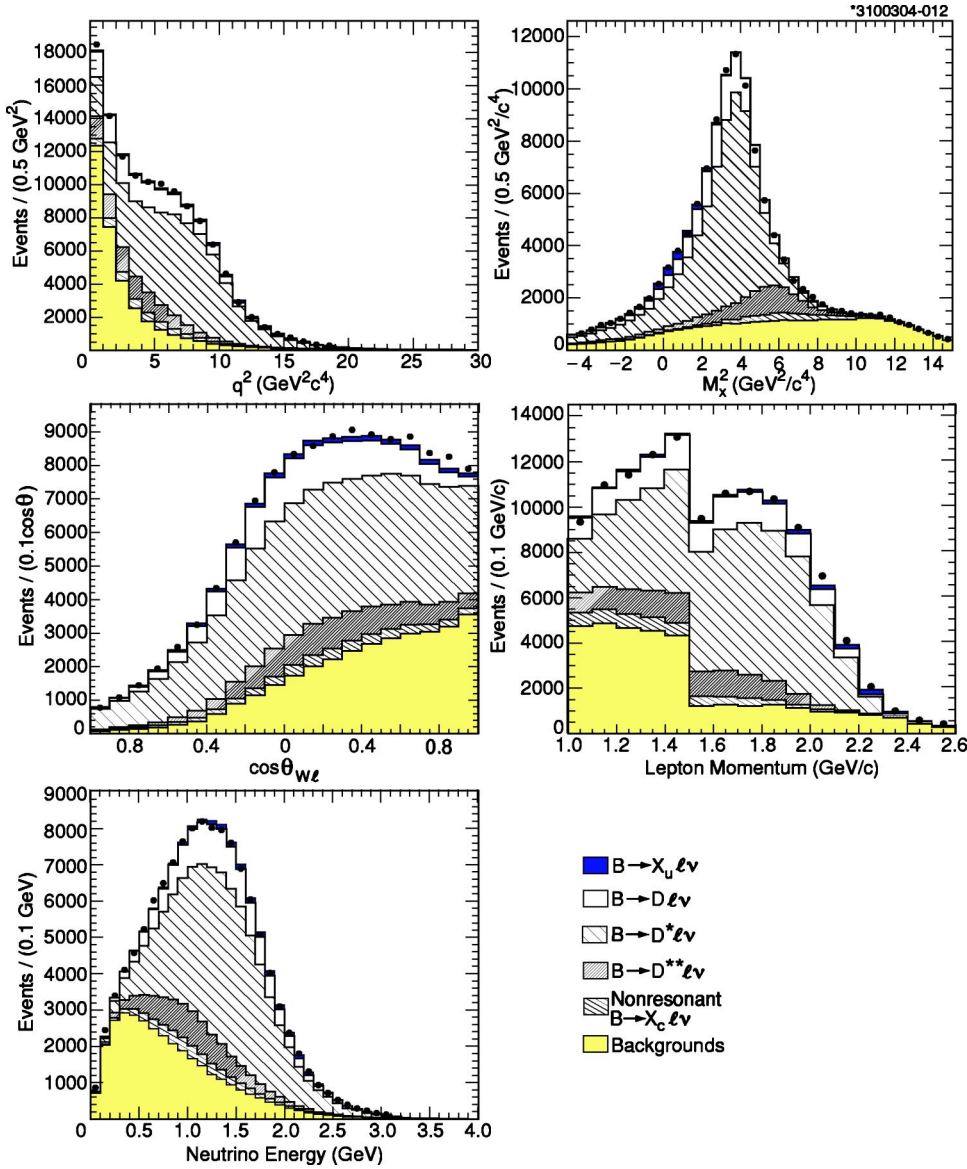 *3100304-012
Events / (0.5 GeV²)
18000
16000
14000
12000
10000
8000
6000
4000
2000
0 5 10 15 20 25 30
q² (GeV²c⁴)
Events / (0.5 GeV²/c⁴)
12000
10000
8000
6000
4000
2000
0
−4 −2 0 2 4 6 8 10 12 14
M²ₓ (GeV²/c⁴)
Events / (0.1cosθ)
9000
8000
7000
6000
5000
4000
3000
2000
1000
0
0.8 0.4 0 0.4 0.8
cosθWℓ
Events / (0.1 GeV/c)
14000
12000
10000
8000
6000
4000
2000
0
1.0 1.2 1.4 1.6 1.8 2.0 2.2 2.4 2.6
Lepton Momentum (GeV/c)
Events / (0.1 GeV)
9000
8000
7000
6000
5000
4000
3000
2000
1000
0 0.5 1.0 1.5 2.0 2.5 3.0 3.5 4.0
Neutrino Energy (GeV)
B→Xᵤ ℓν
B→D ℓν
B→D*ℓν
B→D**ℓν
Nonresonant
B→X_c ℓν
Backgrounds